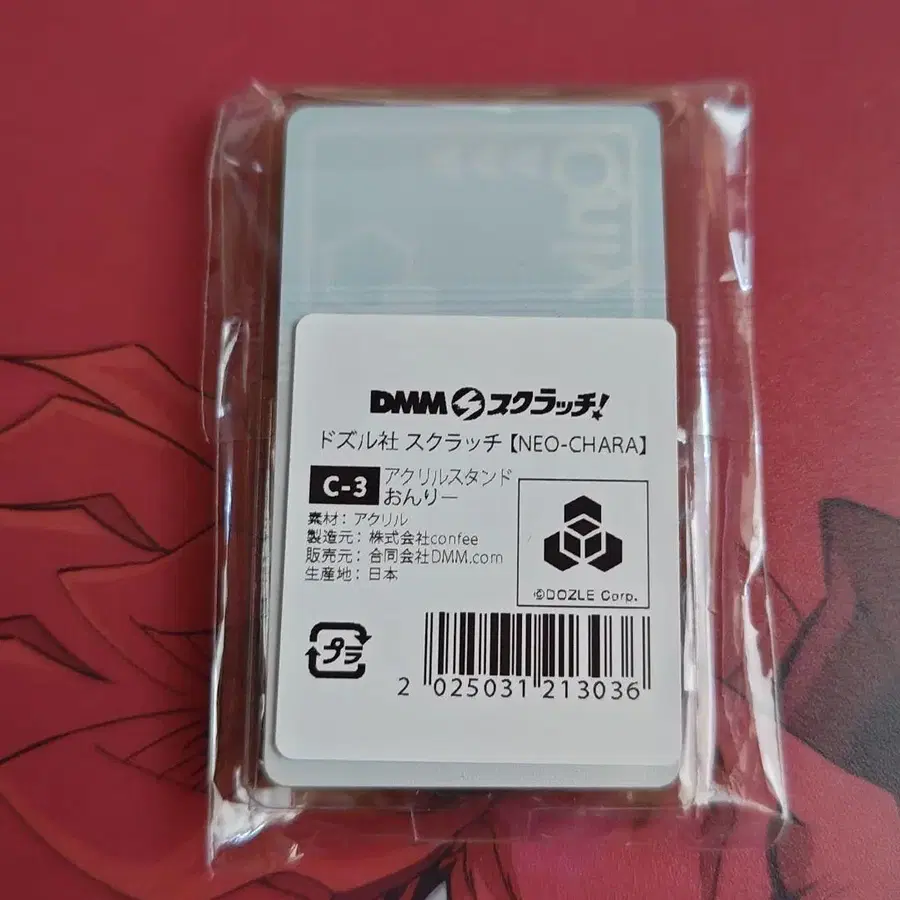 DMM スクラッチ!
ドズル社 スクラッチ【NEO-CHARA】
C-3 アクリルスタンド
おんりー
素材：アクリル
製造元：株式会社confee
販売元：合同会社DMM.com
生産地：日本
©DOZLE Corp.
プラ
2 025031 213036